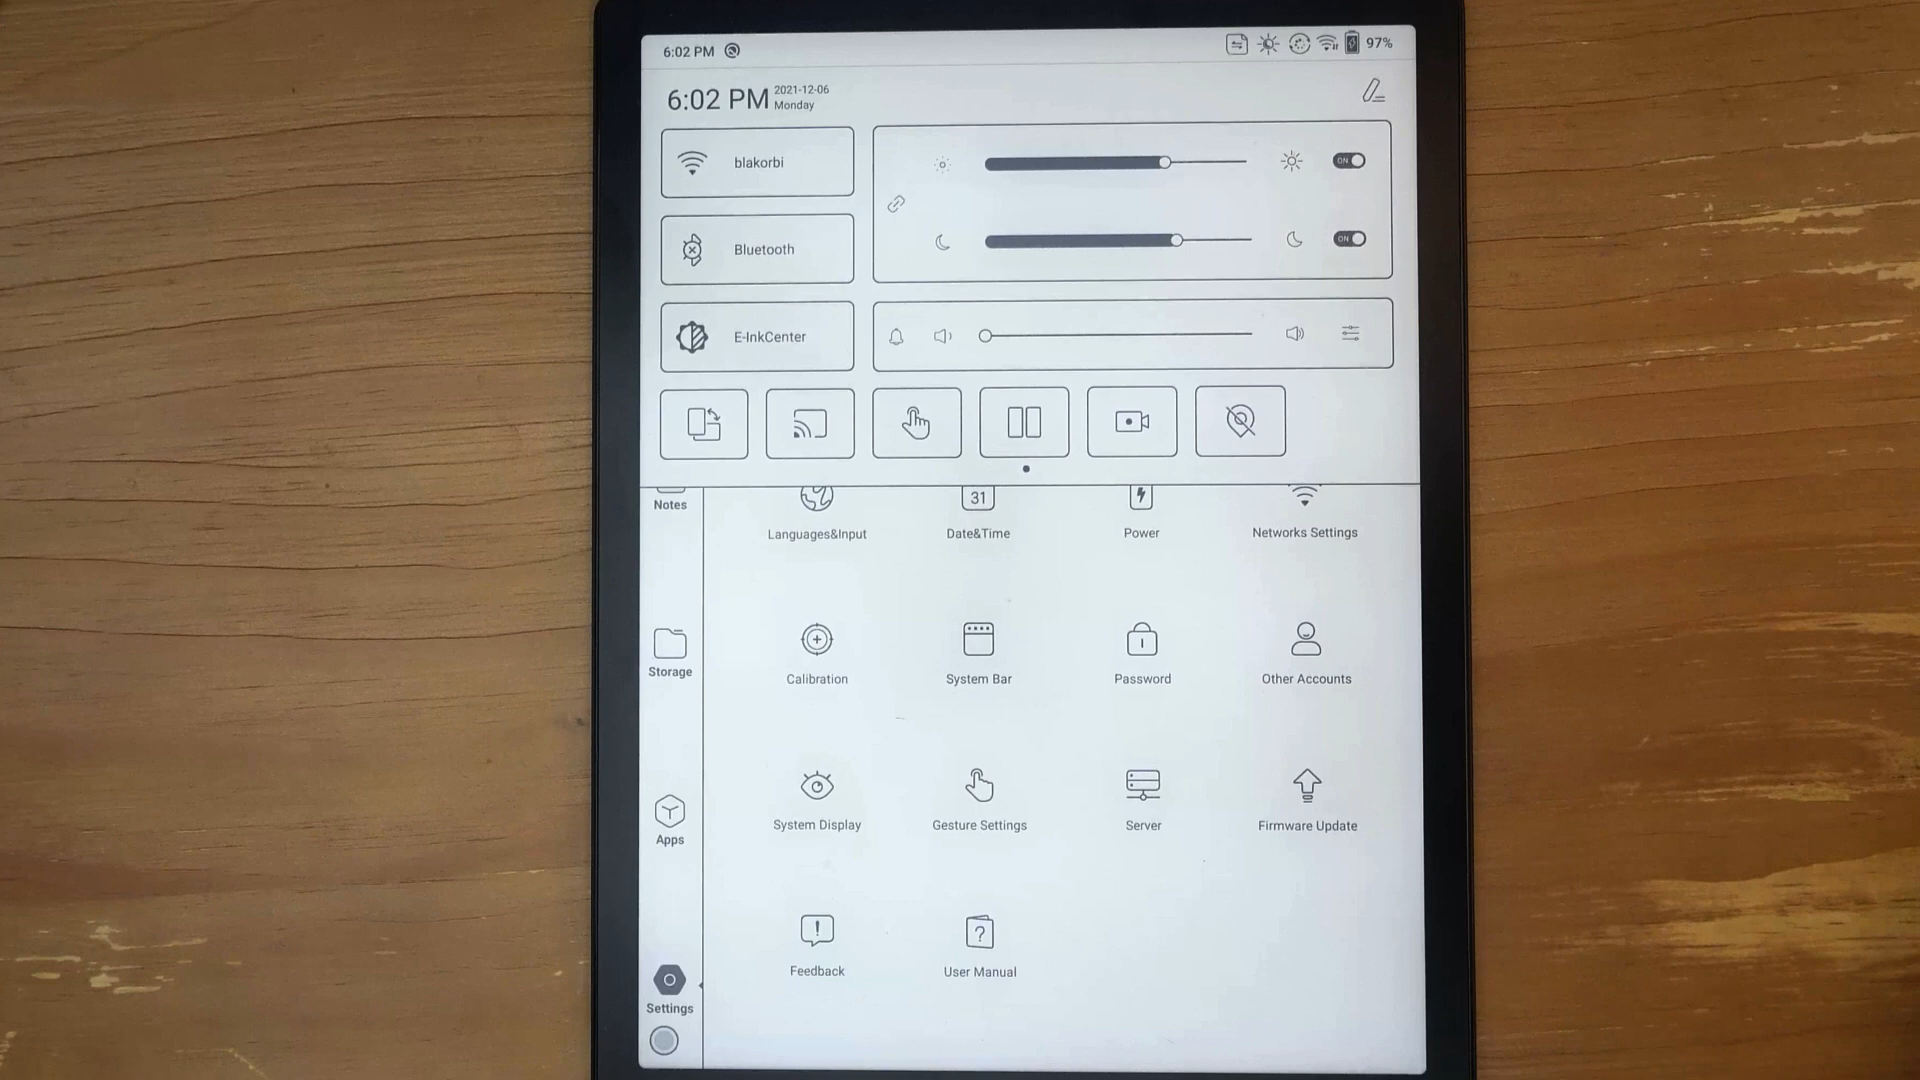 6:02 PM
97%
6:02 PM
2021-12-06
Monday
blakorbi
ON
Bluetooth
ON
E-InkCenter
Notes
31
Languages&Input
Date&Time
Power
Networks Settings
Storage
Calibration
System Bar
Password
Other Accounts
Apps
System Display
Gesture Settings
Server
Firmware Update
Feedback
User Manual
Settings